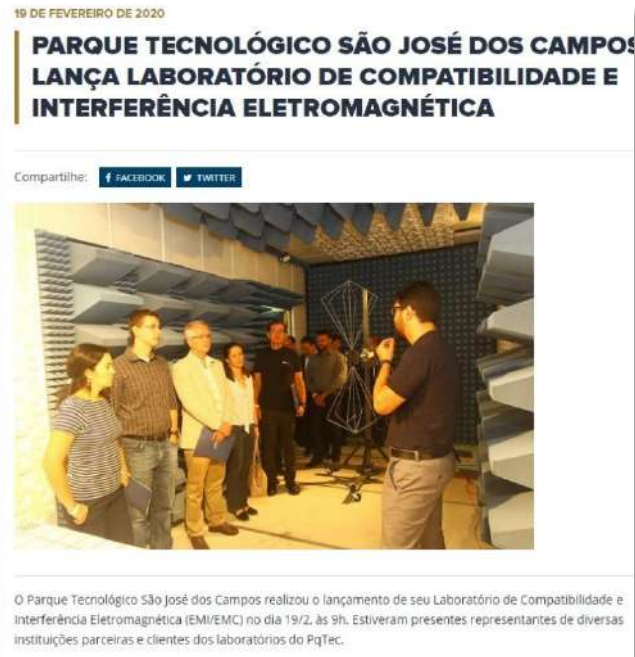 19 DE FEVEREIRO DE 2020
PARQUE TECNOLÓGICO SÃO JOSÉ DOS CAMPOS
LANÇA LABORATÓRIO DE COMPATIBILIDADE E
INTERFERÊNCIA ELETROMAGNÉTICA
Compartilhe: f FACEBOOK TWITTER
O Parque Tecnológico São José dos Campos realizou o lançamento de seu Laboratório de Compatibilidade e
Interferência Eletromagnética (EMI/EMC) no dia 19/2, às 9h. Estiveram presentes representantes de diversas
instituições parceiras e clientes dos laboratórios do PqTec.